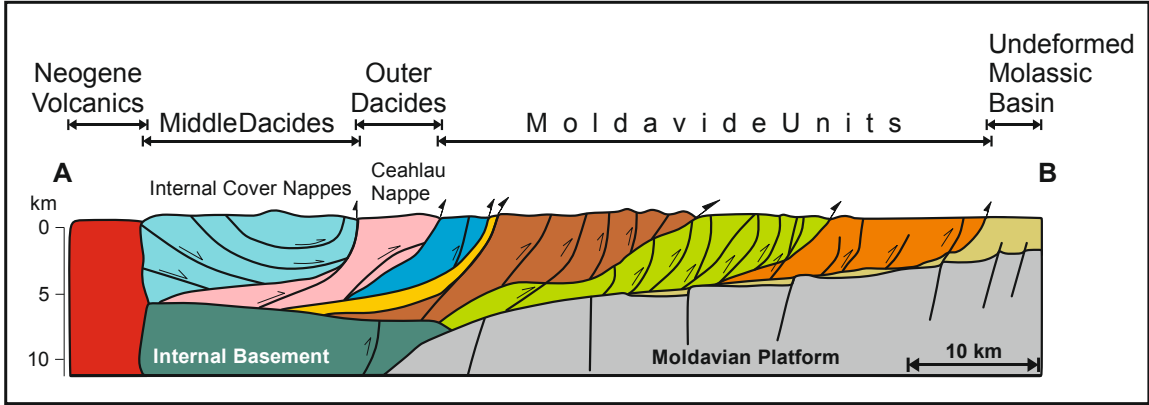 Neogene
Volcanics
MiddleDacides
Outer
Dacides
MoldavideUnits
Undeformed
Molassic
Basin
A
Internal Cover Nappes
Ceahlau
Nappe
B
km
0
5
10
Internal Basement
Moldavian Platform
10 km